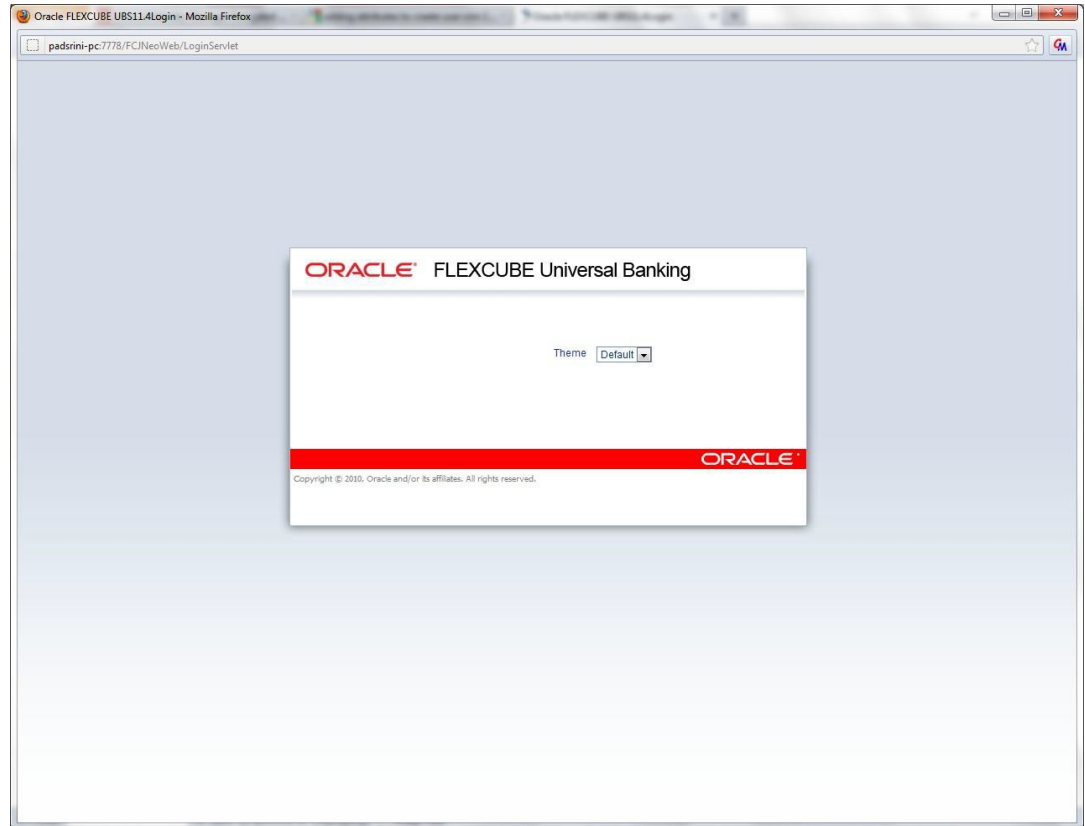 Oracle FLEXCUBE UBS11.4Login - Mozilla Firefox
padsrini-pc:7778/FCJNeoWeb/LoginServlet
ORACLE® FLEXCUBE Universal Banking
Theme Default
ORACLE
Copyright © 2010, Oracle and/or its affiliates. All rights reserved.